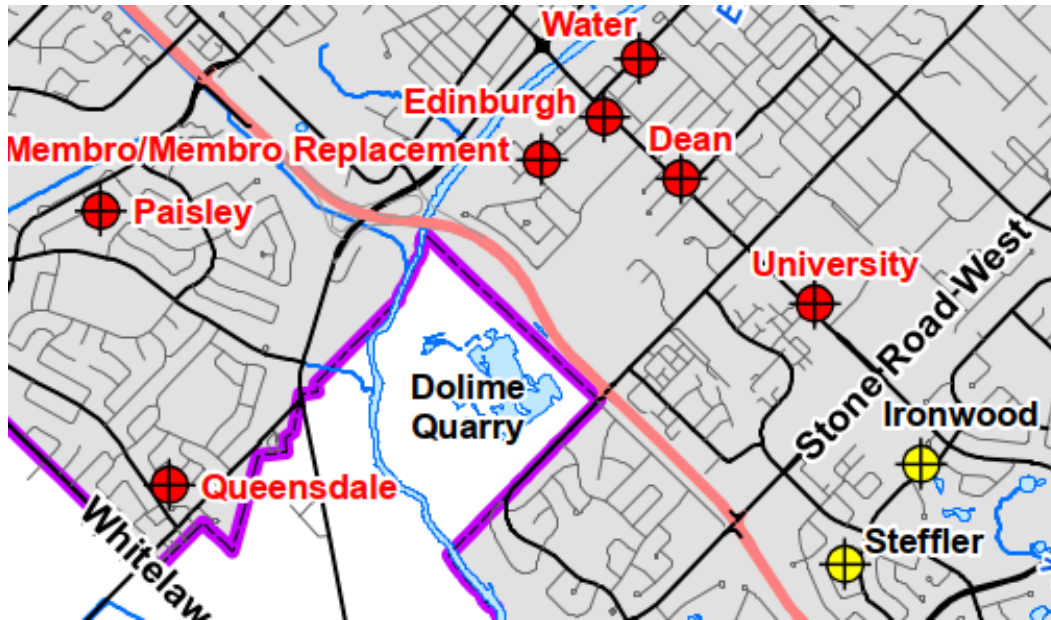 Water
E
Edinburgh
Membro/Membro Replacement
Dean
Paisley
University
Stone Road West
Dolime
Quarry
Ironwood
Queensdale
Whitelaw
Steffler